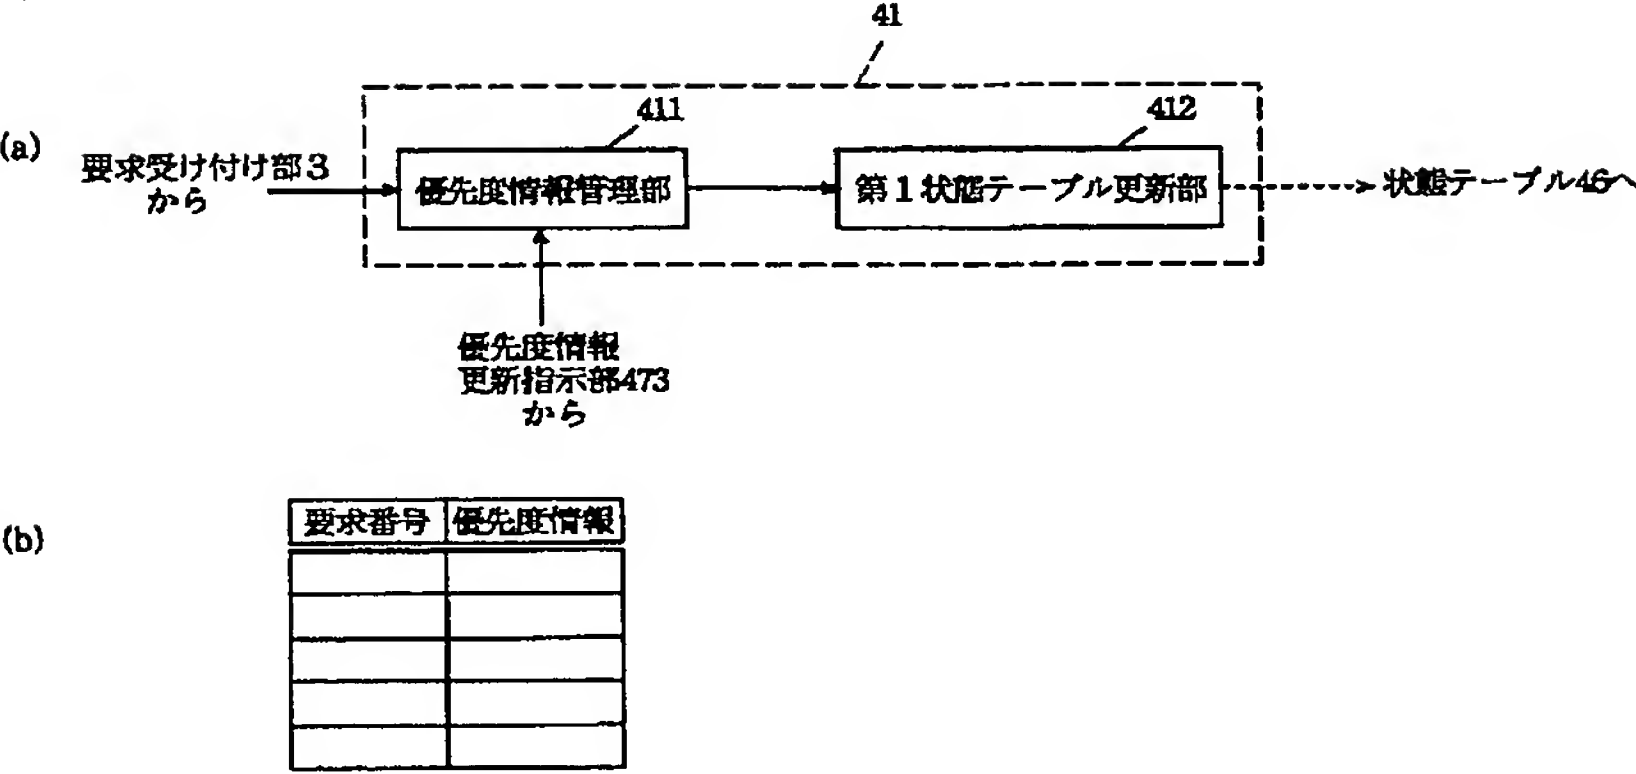 41
(a)
411
412
要求受け付け部3
から
優先度情報管理部
第1状態テーブル更新部
状態テーブル46へ
優先度情報
更新指示部473
から
(b)
要求番号 優先度情報